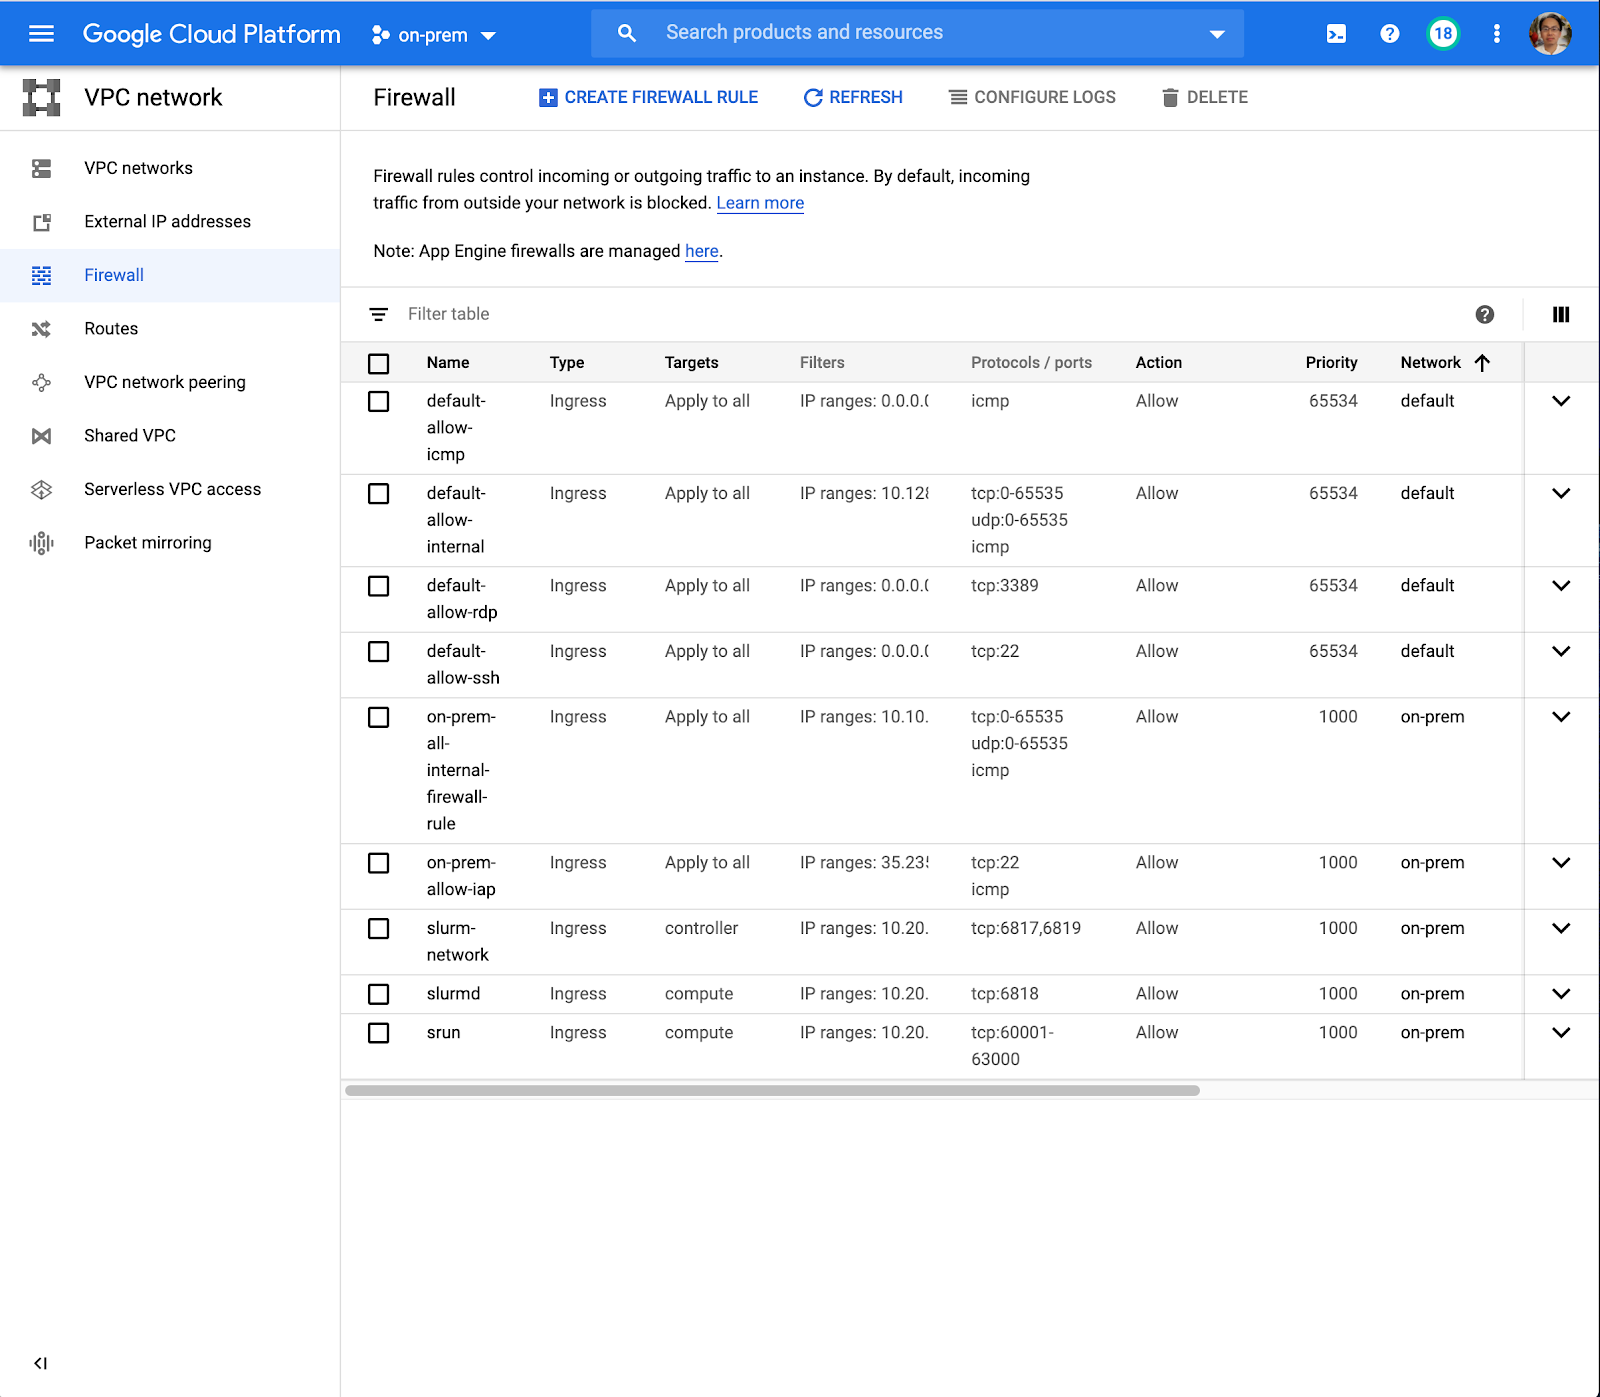 Google Cloud Platform
on-prem
Search products and resources
18
VPC network
Firewall
CREATE FIREWALL RULE
REFRESH
CONFIGURE LOGS
DELETE
VPC networks
External IP addresses
Firewall
Routes
VPC network peering
Shared VPC
Serverless VPC access
Packet mirroring
Firewall rules control incoming or outgoing traffic to an instance. By default, incoming
traffic from outside your network is blocked. Learn more
Note: App Engine firewalls are managed here.
Filter table
Name Type Targets Filters Protocols / ports Action Priority Network
default- Ingress Apply to all IP ranges: 0.0.0. icmp Allow 65534 default
allow-
icmp
default- Ingress Apply to all IP ranges: 10.128 tcp:0-65535 Allow 65534 default
allow- udp:0-65535
internal icmp
default- Ingress Apply to all IP ranges: 0.0.0. tcp:3389 Allow 65534 default
allow-rdp
default- Ingress Apply to all IP ranges: 0.0.0. tcp:22 Allow 65534 default
allow-ssh
on-prem- Ingress Apply to all IP ranges: 10.10. tcp:0-65535 Allow 1000 on-prem
all- udp:0-65535
internal- icmp
firewall-
rule
on-prem- Ingress Apply to all IP ranges: 35.235 tcp:22 Allow 1000 on-prem
allow-iap icmp
slurm- Ingress controller IP ranges: 10.20. tcp:6817,6819 Allow 1000 on-prem
network
slurmd Ingress compute IP ranges: 10.20. tcp:6818 Allow 1000 on-prem
srun Ingress compute IP ranges: 10.20. tcp:60001- Allow 1000 on-prem
63000